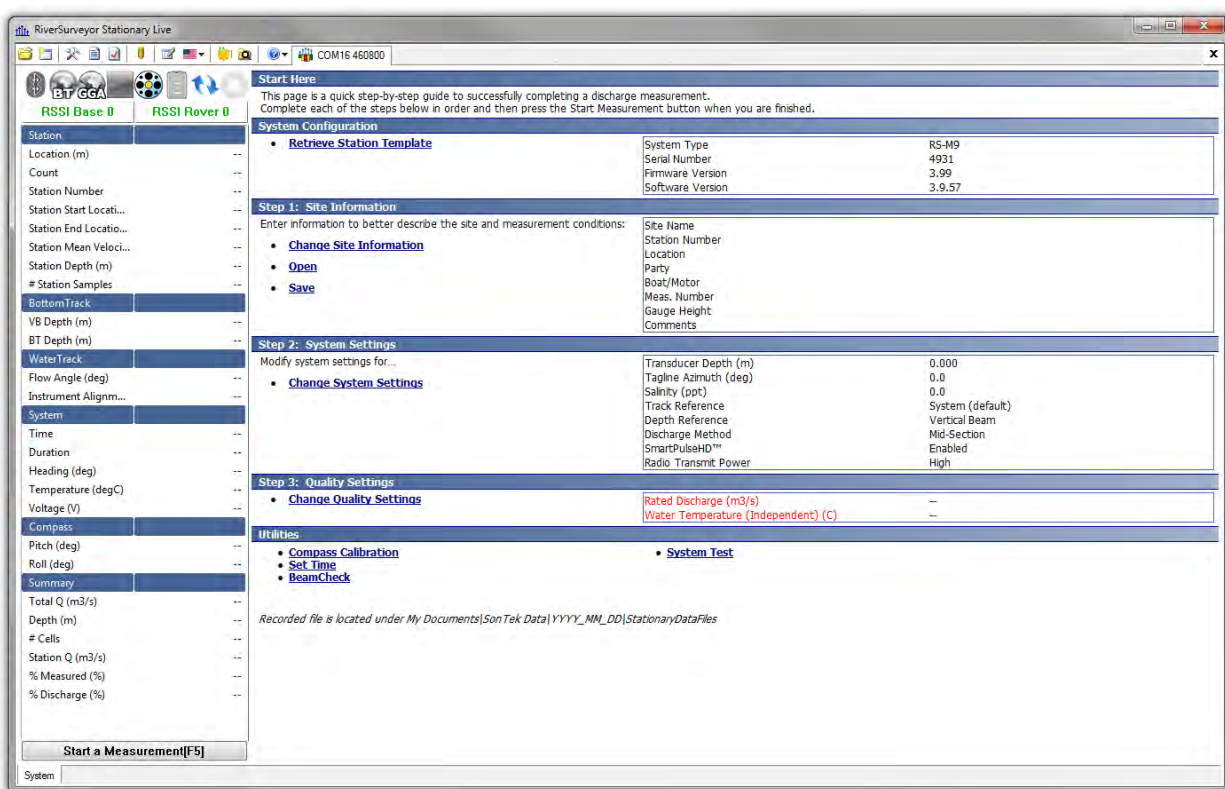 RiverSurveyor Stationary Live
COM16 460800
x
BT GGA
RSSI Base 0 RSSI Rover 0
Station
Location (m) --
Count --
Station Number --
Station Start Locati... --
Station End Locatio... --
Station Mean Veloci... --
Station Depth (m) --
# Station Samples --
BottomTrack
VB Depth (m) --
BT Depth (m) --
WaterTrack
Flow Angle (deg) --
Instrument Alignm... --
System
Time --
Duration --
Heading (deg) --
Temperature (degC) --
Voltage (V) --
Compass
Pitch (deg) --
Roll (deg) --
Summary
Total Q (m3/s) --
Depth (m) --
# Cells --
Station Q (m3/s) --
% Measured (%) --
% Discharge (%) --
Start a Measurement[F5]
System
Start Here
This page is a quick step-by-step guide to successfully completing a discharge measurement.
Complete each of the steps below in order and then press the Start Measurement button when you are finished.
System Configuration
• Retrieve Station Template
System Type RS-M9
Serial Number 4931
Firmware Version 3.99
Software Version 3.9.57
Step 1: Site Information
Enter information to better describe the site and measurement conditions:
• Change Site Information
• Open
• Save
Site Name
Station Number
Location
Party
Boat/Motor
Meas. Number
Gauge Height
Comments
Step 2: System Settings
Modify system settings for...
• Change System Settings
Transducer Depth (m) 0.000
Tagline Azimuth (deg) 0.0
Salinity (ppt) 0.0
Track Reference System (default)
Depth Reference Vertical Beam
Discharge Method Mid-Section
SmartPulseHD™ Enabled
Radio Transmit Power High
Step 3: Quality Settings
• Change Quality Settings
Rated Discharge (m3/s) --
Water Temperature (Independent) (C) --
Utilities
• Compass Calibration
• Set Time
• BeamCheck
• System Test
Recorded file is located under My Documents|SonTek Data|YYYY_MM_DD|StationaryDataFiles